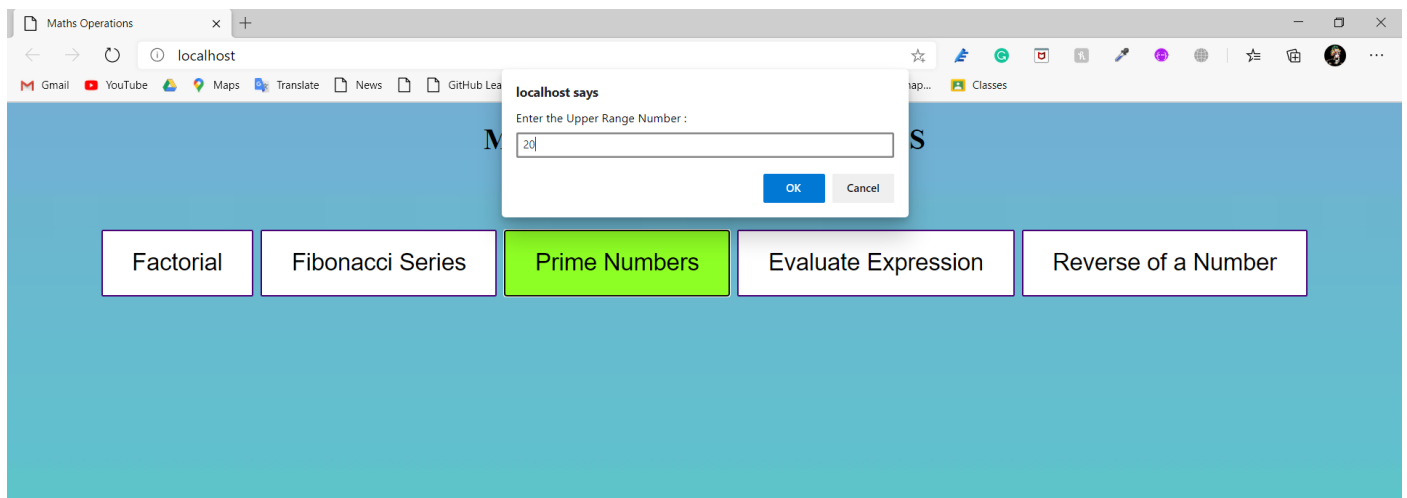 Maths Operations
localhost
Gmail YouTube Maps Translate News GitHub Lea
Classes
localhost says
Enter the Upper Range Number :
20
OK Cancel
Factorial Fibonacci Series Prime Numbers Evaluate Expression Reverse of a Number